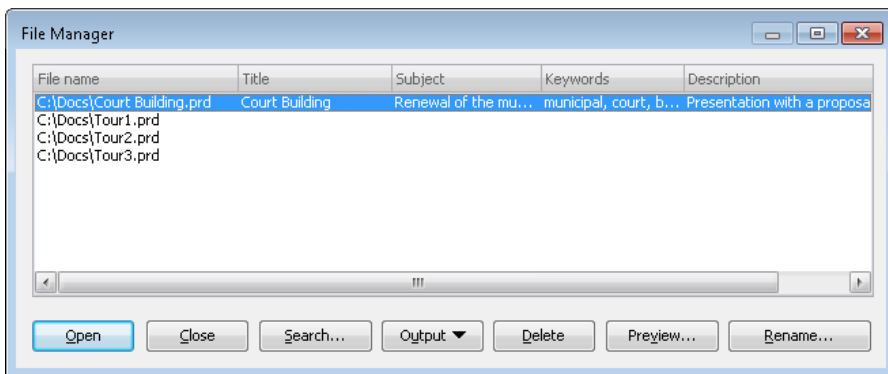 File Manager
File name Title Subject Keywords Description
C:\Docs\Court Building.prd Court Building Renewal of the mu... municipal, court, b... Presentation with a proposa
C:\Docs\Tour1.prd
C:\Docs\Tour2.prd
C:\Docs\Tour3.prd
Open Close Search... Output Delete Preview... Rename...